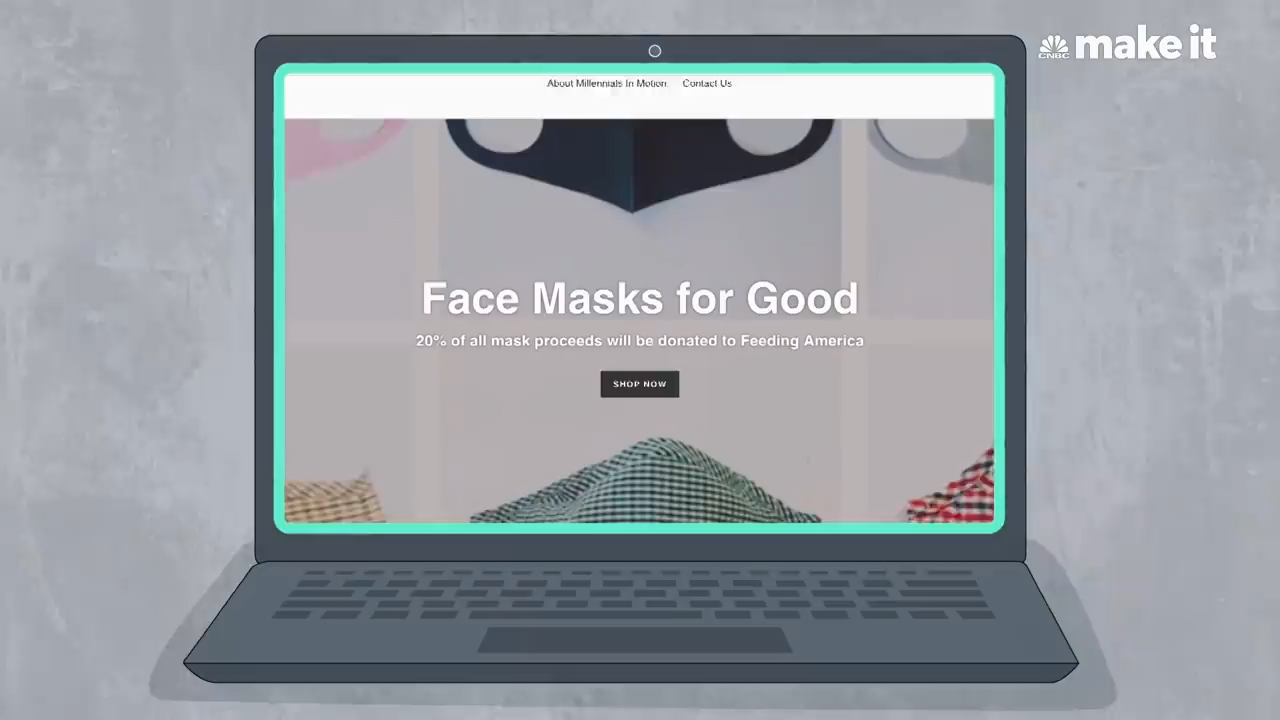 CNBC make it
About Millennials In Motion Contact Us
Face Masks for Good
20% of all mask proceeds will be donated to Feeding America
SHOP NOW